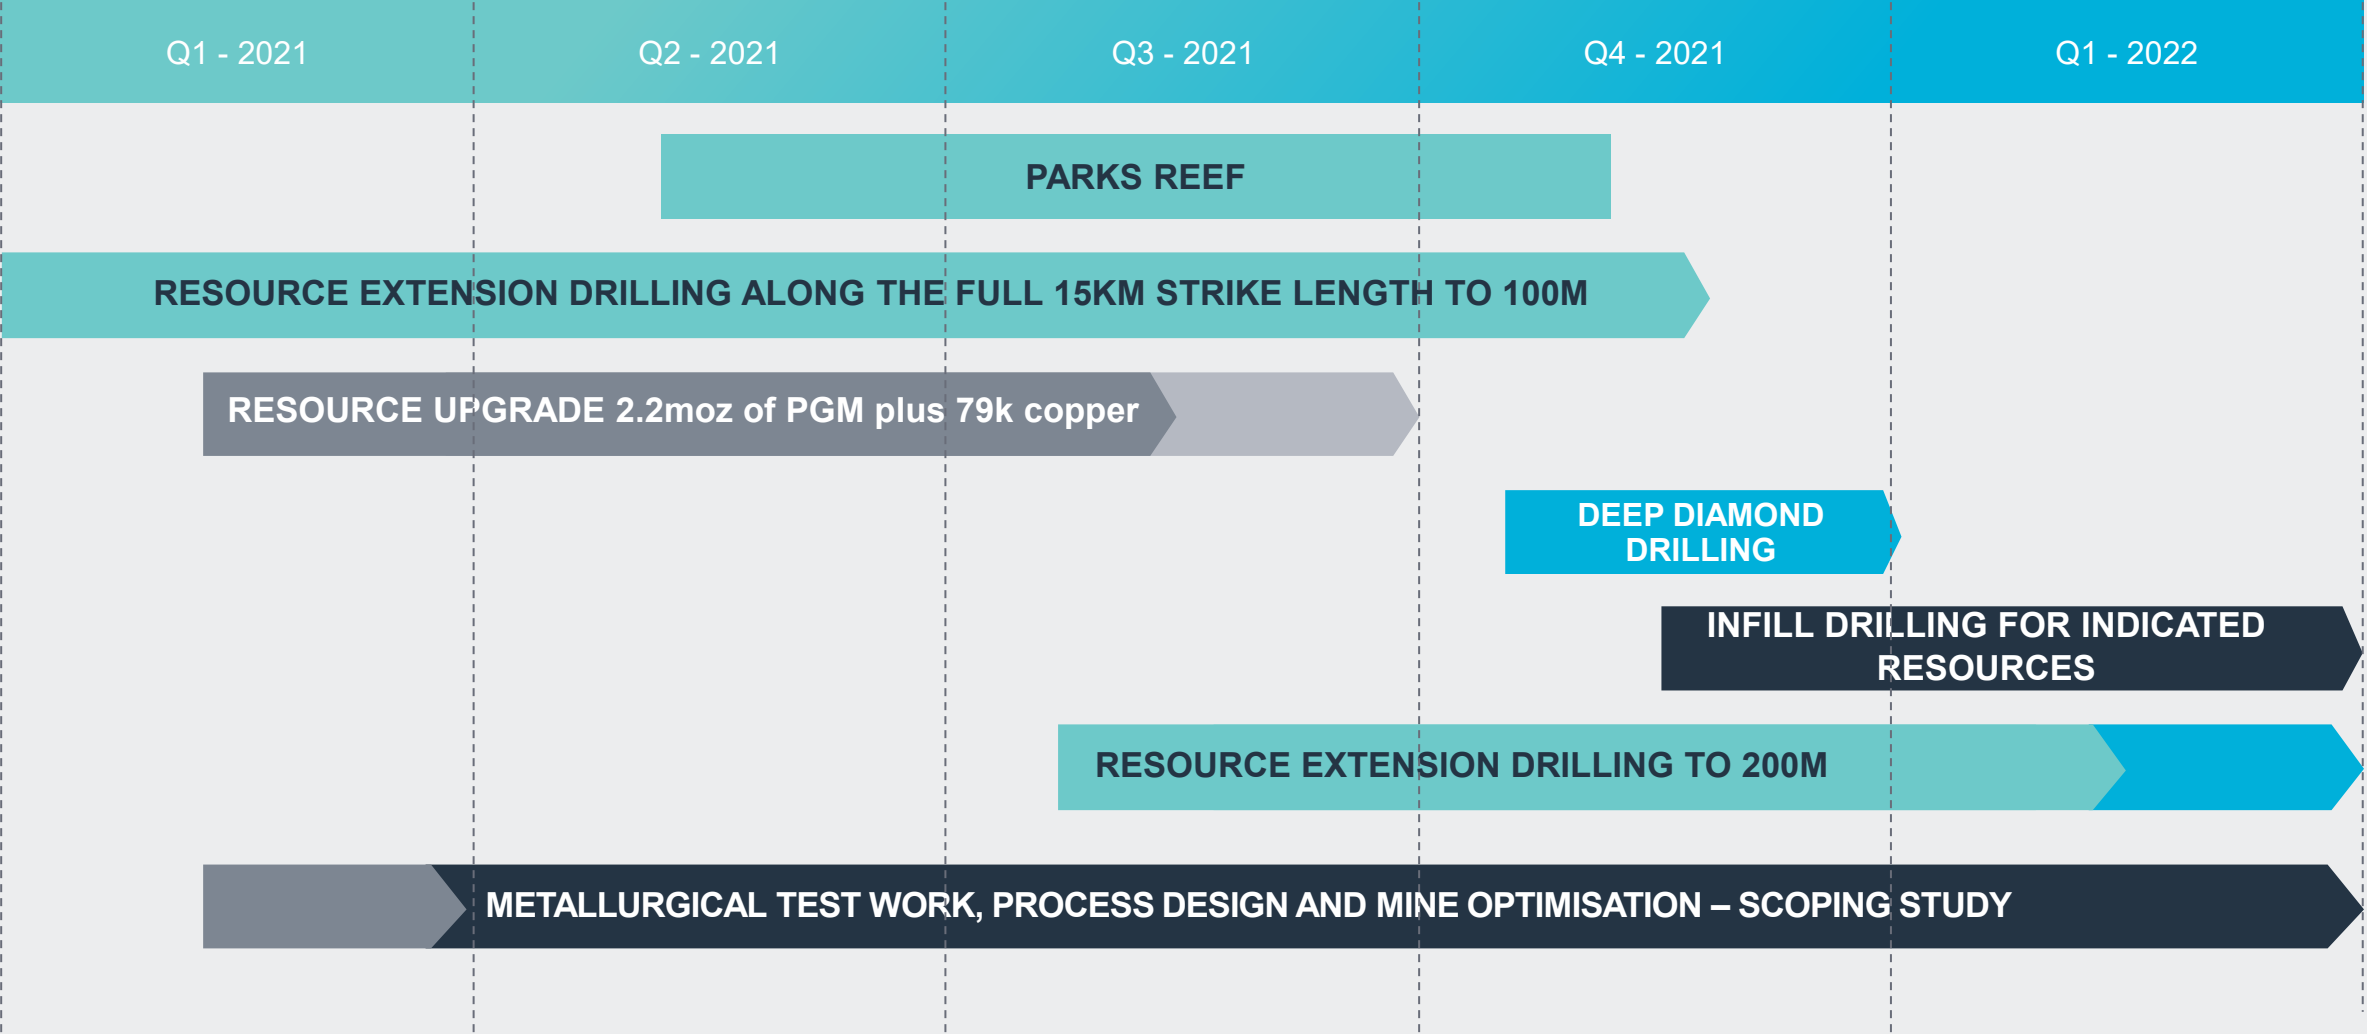 Q1 - 2021
Q2 - 2021
Q3 - 2021
Q4 - 2021
Q1 - 2022
PARKS REEF
RESOURCE EXTENSION DRILLING ALONG THE FULL 15KM STRIKE LENGTH TO 100M
RESOURCE UPGRADE 2.2moz of PGM plus 79k copper
DEEP DIAMOND
DRILLING
INFILL DRILLING FOR INDICATED
RESOURCES
RESOURCE EXTENSION DRILLING TO 200M
METALLURGICAL TEST WORK, PROCESS DESIGN AND MINE OPTIMISATION – SCOPING STUDY